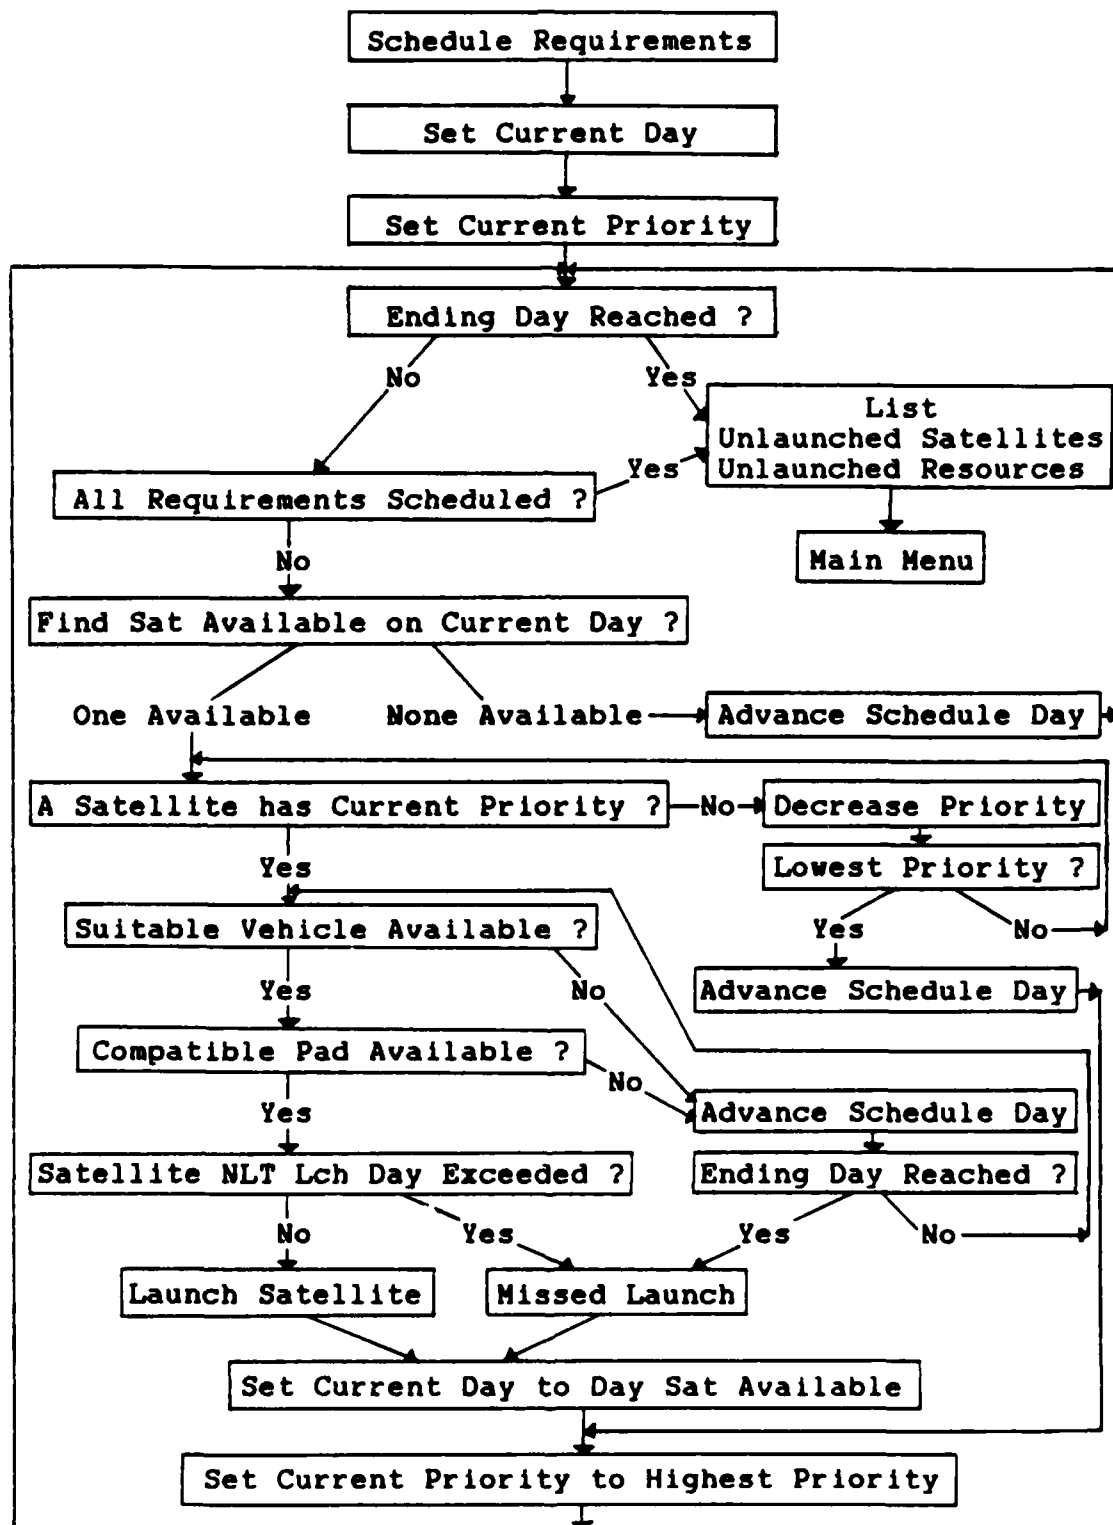 Schedule Requirements
Set Current Day
Set Current Priority
Ending Day Reached ?
No
Yes
List
Unlaunched Satellites
Unlaunched Resources
All Requirements Scheduled ?
Yes
No
Main Menu
Find Sat Available on Current Day ?
One Available
None Available
Advance Schedule Day
A Satellite has Current Priority ?
No
Decrease Priority
Yes
Lowest Priority ?
Suitable Vehicle Available ?
Yes
No
Yes
No
Advance Schedule Day
Compatible Pad Available ?
No
Yes
Advance Schedule Day
Satellite NLT Lch Day Exceeded ?
Ending Day Reached ?
No
Yes
Yes
No
Launch Satellite
Missed Launch
Set Current Day to Day Sat Available
Set Current Priority to Highest Priority